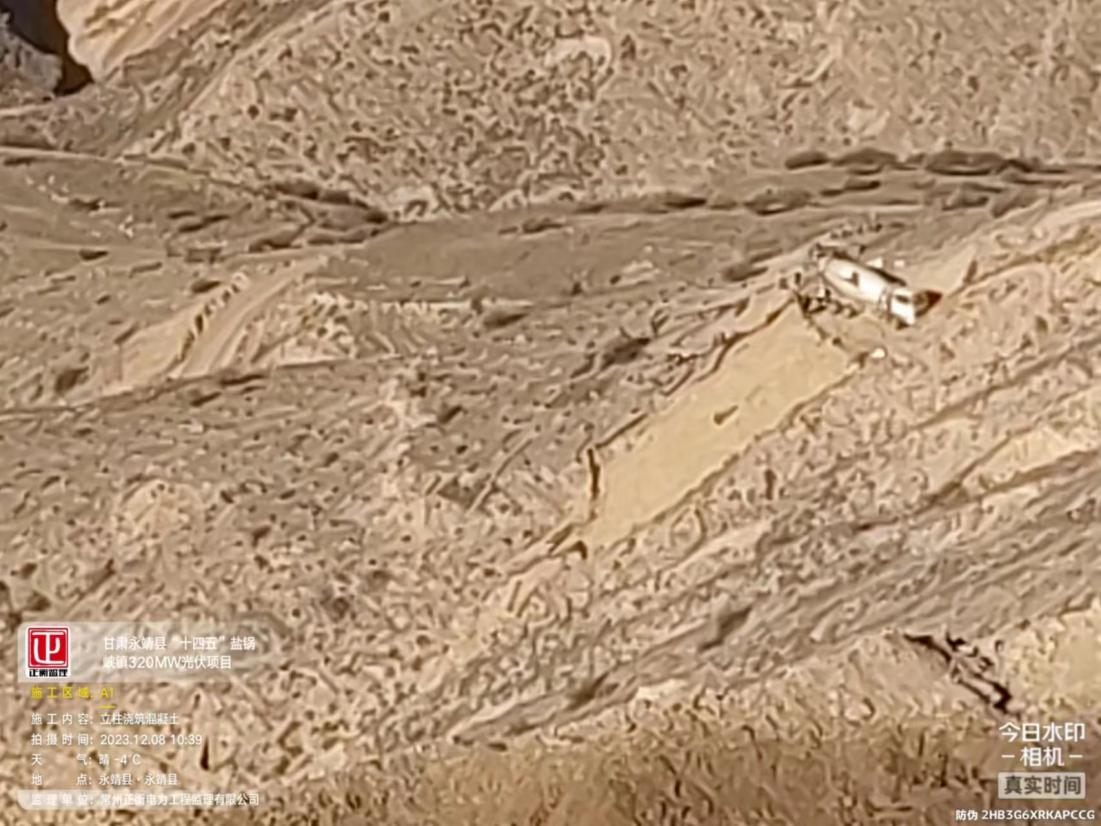 正衡监理
甘肃永靖县“十四五”盐锅
峡镇320MW光伏项目
施工区域: A1
施工内容: 立柱浇筑混凝土
拍摄时间: 2023.12.08 10:39
天 气: 晴 -4℃
地 点: 永靖县·永靖县
监理单位: 常州正衡电力工程监理有限公司
今日水印
相机
真实时间
防伪 2HB3G6XRKAPCCG